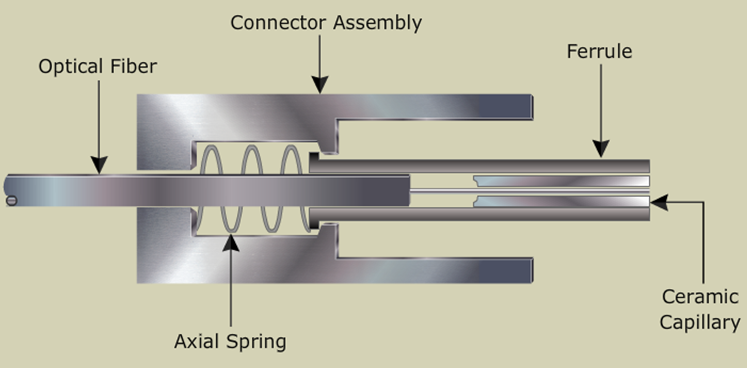 Connector Assembly
Optical Fiber
Ferrule
Axial Spring
Ceramic
Capillary